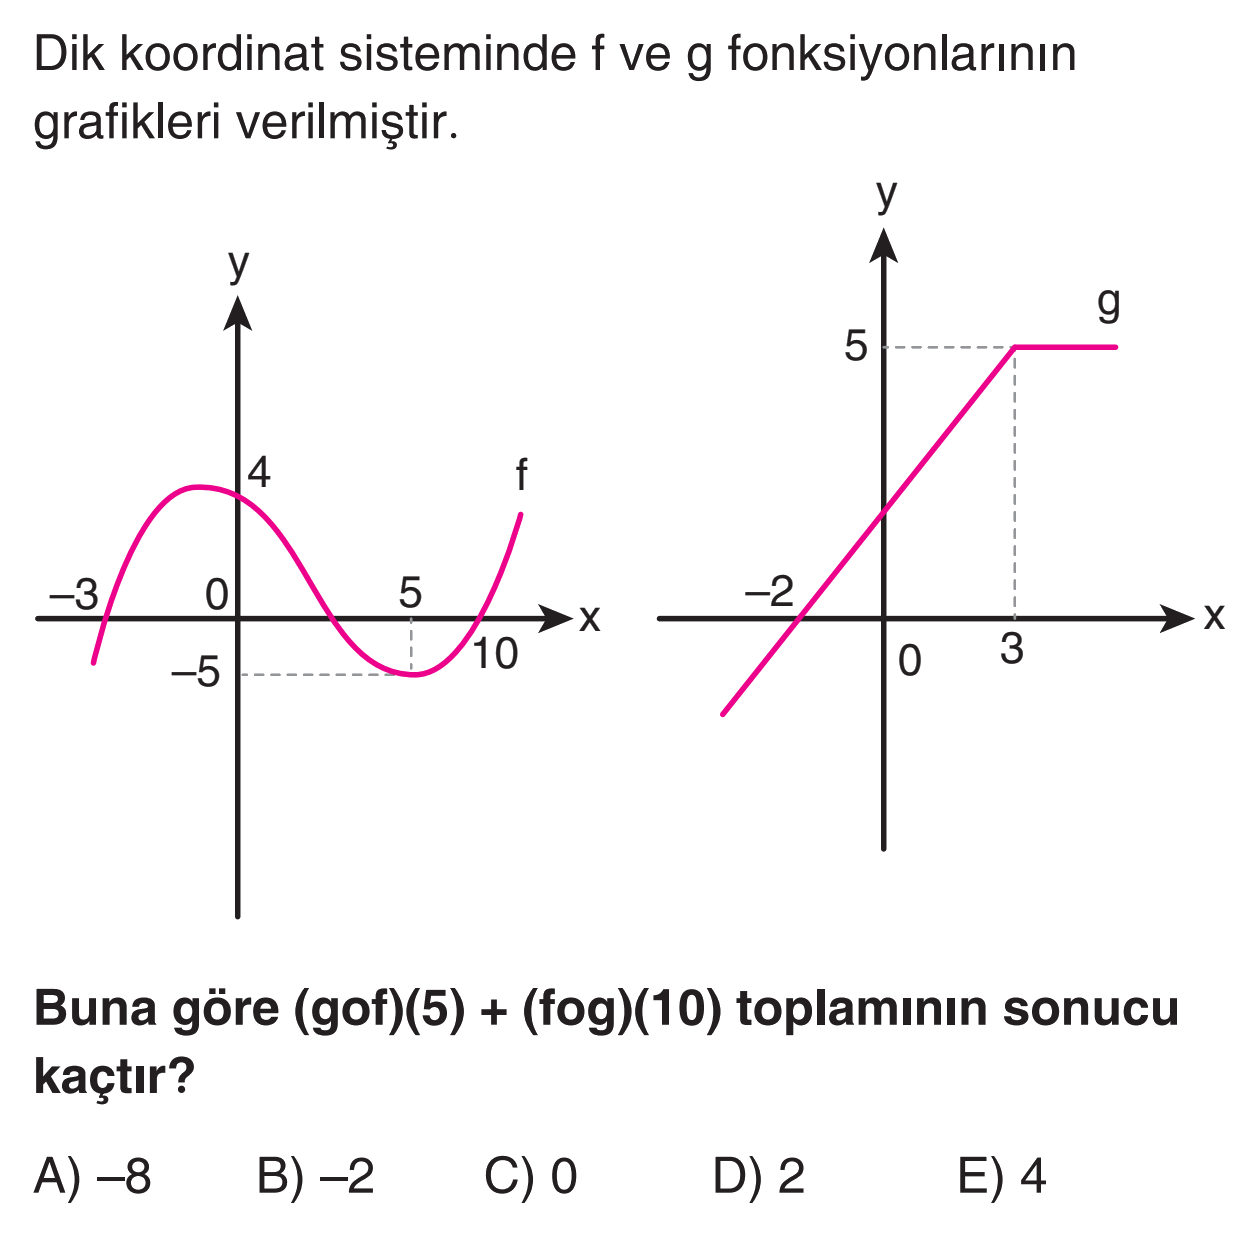 Dik koordinat sisteminde f ve g fonksiyonlarının
grafikleri verilmiştir.
y
4
f
–3
0
5
x
10
–5
y
g
5
–2
x
0
3
Buna göre (gof)(5) + (fog)(10) toplamının sonucu
kaçtır?
A) –8 B) –2 C) 0 D) 2 E) 4